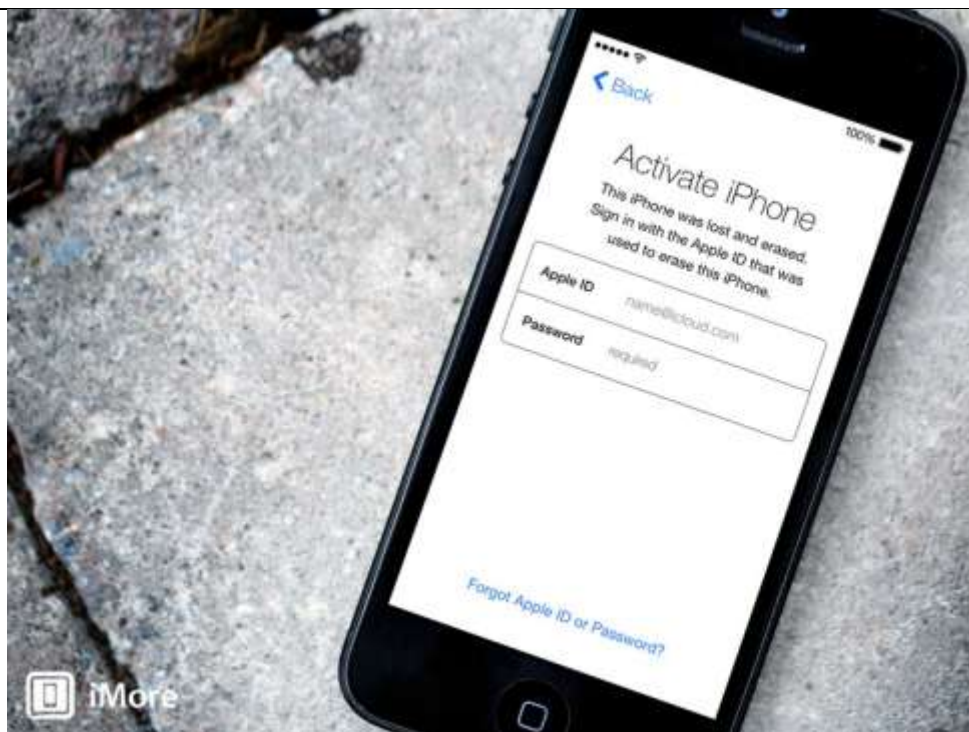 Back
100%
Activate iPhone
This iPhone was lost and erased.
Sign in with the Apple ID that was
used to erase this iPhone.
Apple ID name@icloud.com
Password required
Forgot Apple ID or Password?
iMore